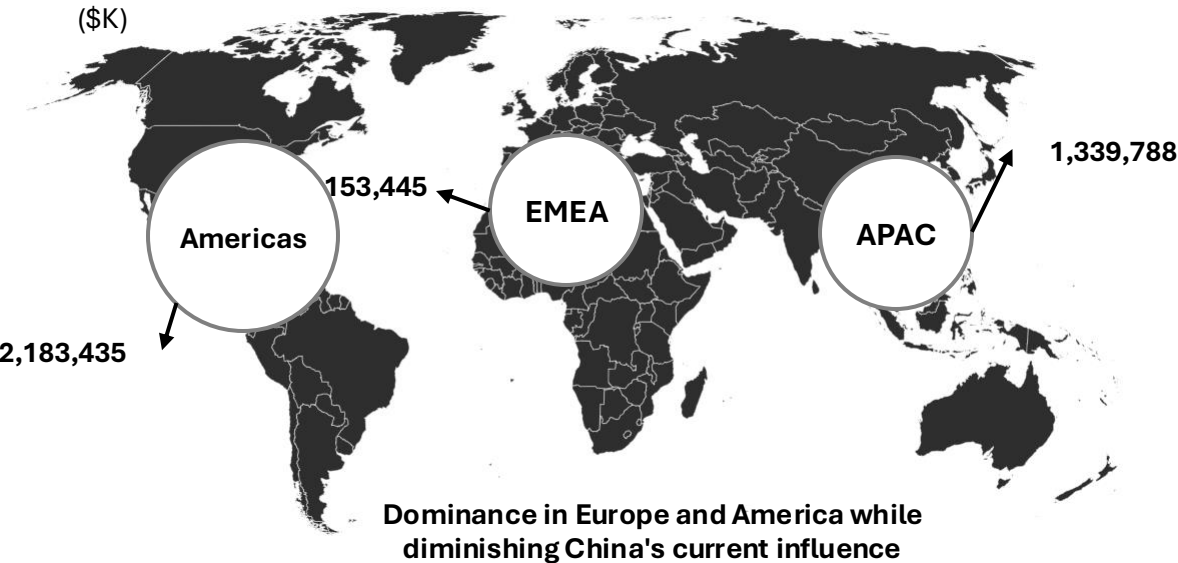 ($K)
1,339,788
153,445
EMEA
APAC
Americas
2,183,435
Dominance in Europe and America while
diminishing China's current influence